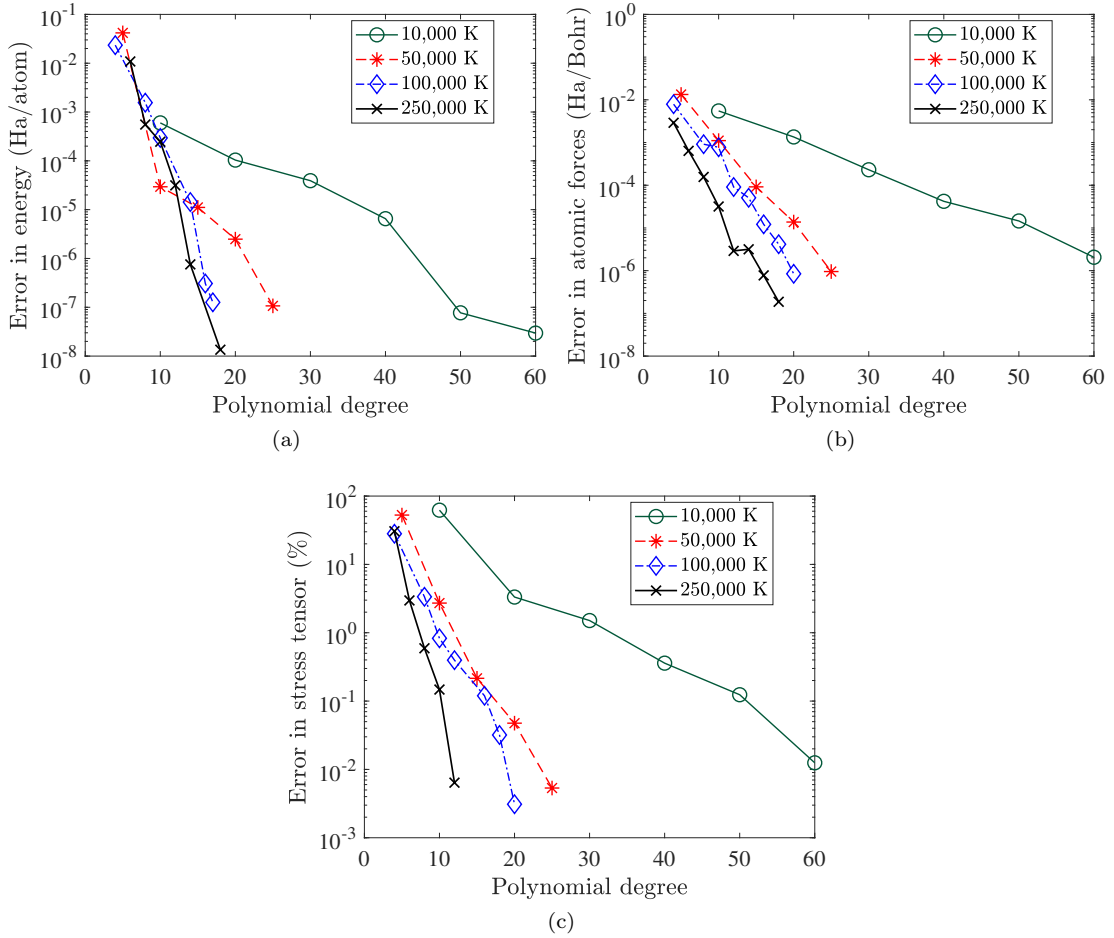 Error in energy (Ha/atom)
10^-1
10^-2
10^-3
10^-4
10^-5
10^-6
10^-7
10^-8
0 10 20 30 40 50 60
Polynomial degree
10,000 K
50,000 K
100,000 K
250,000 K
(a)
Error in atomic forces (Ha/Bohr)
10^0
10^-2
10^-4
10^-6
10^-8
0 10 20 30 40 50 60
Polynomial degree
10,000 K
50,000 K
100,000 K
250,000 K
(b)
Error in stress tensor (%)
10^2
10^1
10^0
10^-1
10^-2
10^-3
0 10 20 30 40 50 60
Polynomial degree
10,000 K
50,000 K
100,000 K
250,000 K
(c)